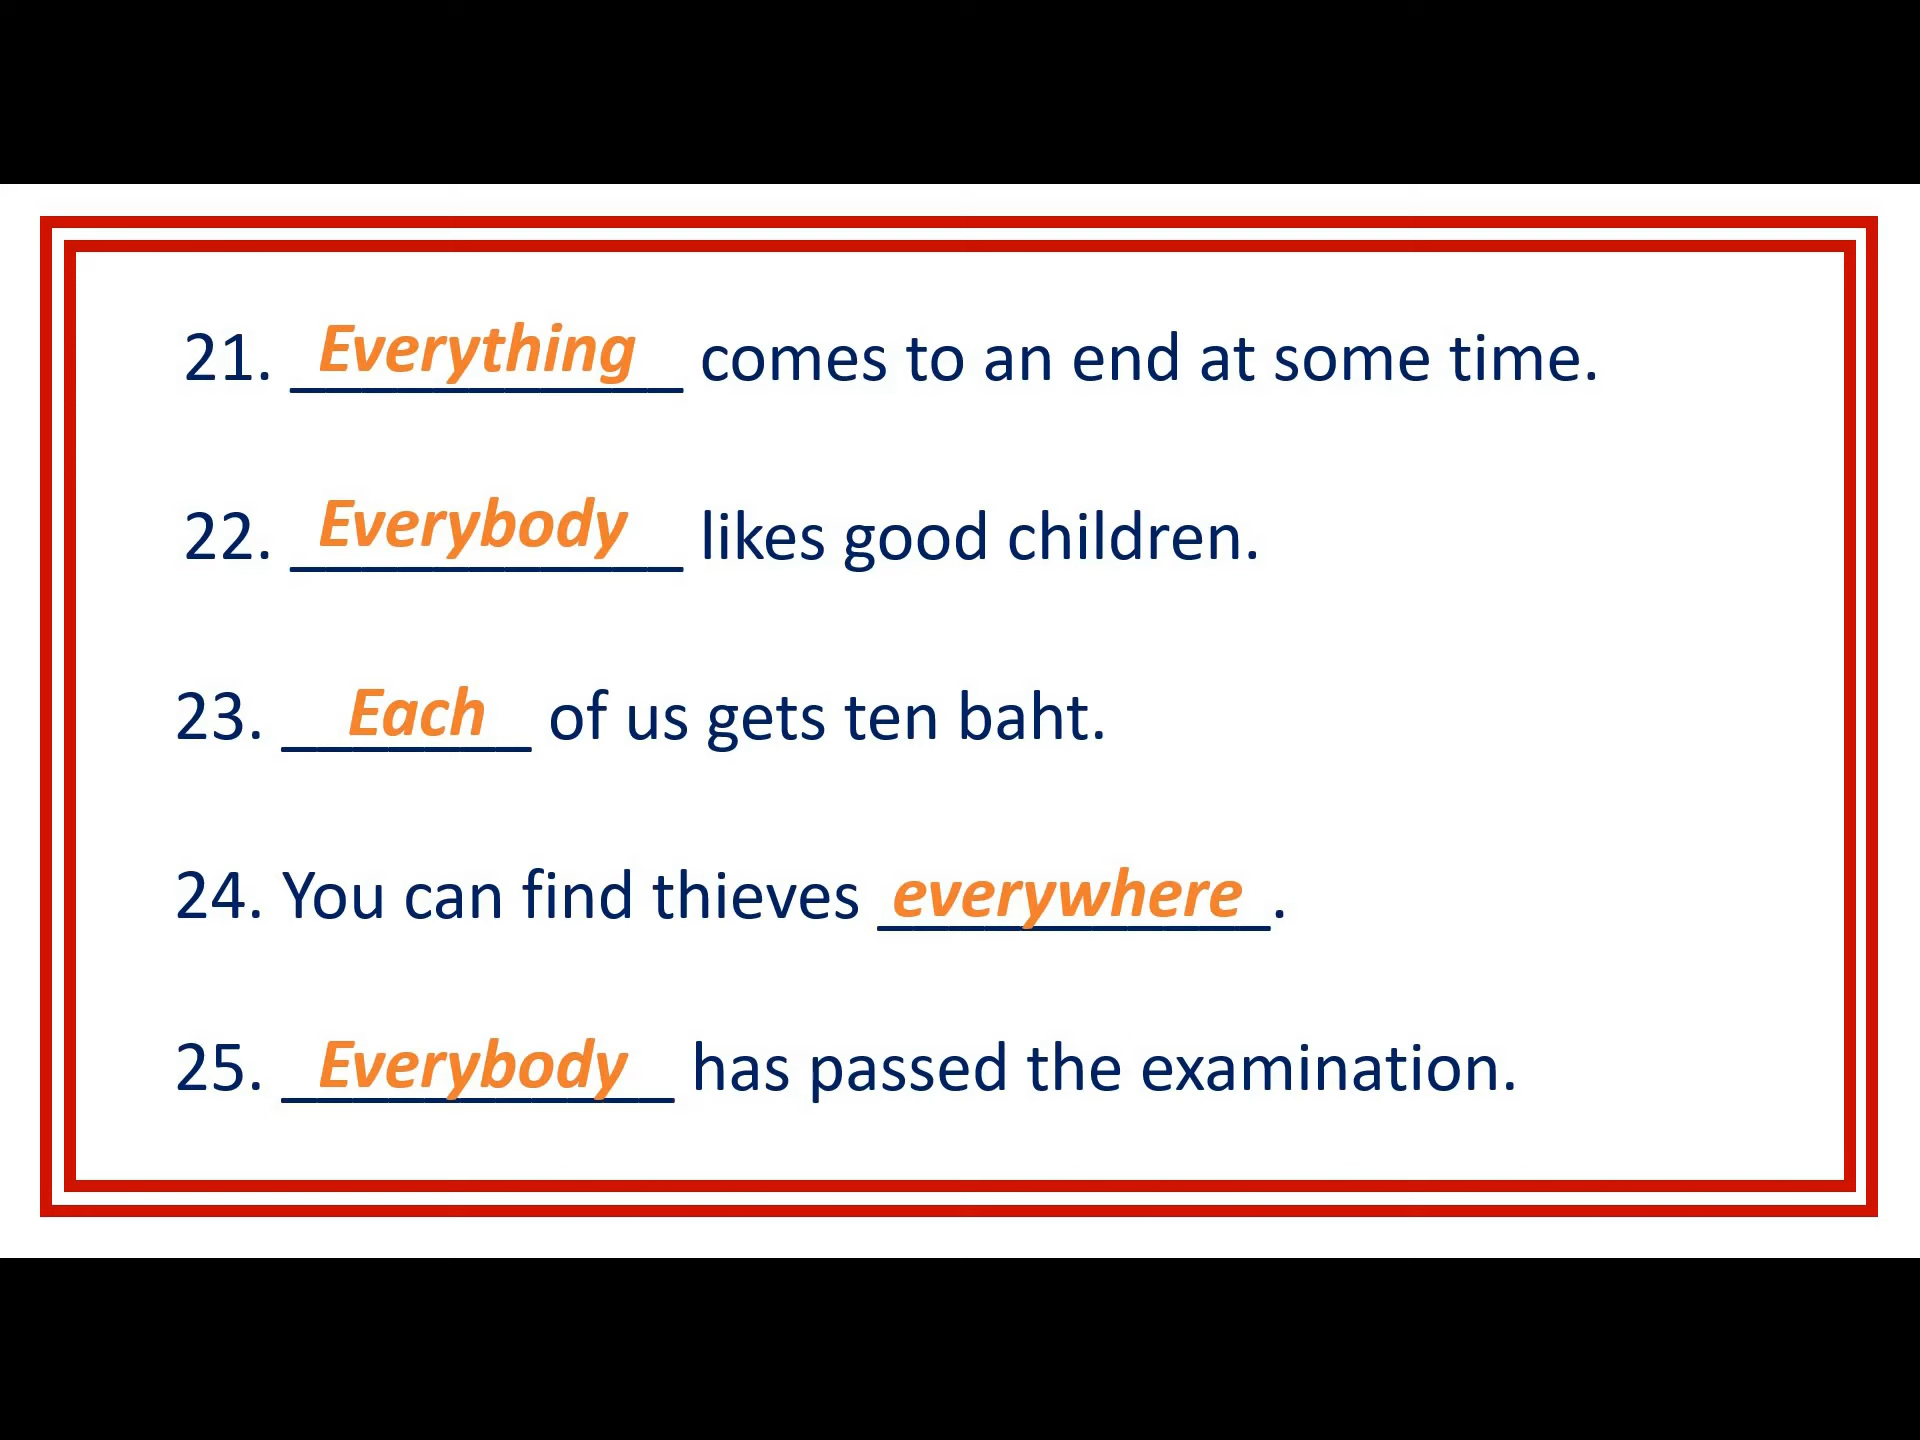 21. Everything comes to an end at some time.
22. Everybody likes good children.
23. Each of us gets ten baht.
24. You can find thieves everywhere.
25. Everybody has passed the examination.